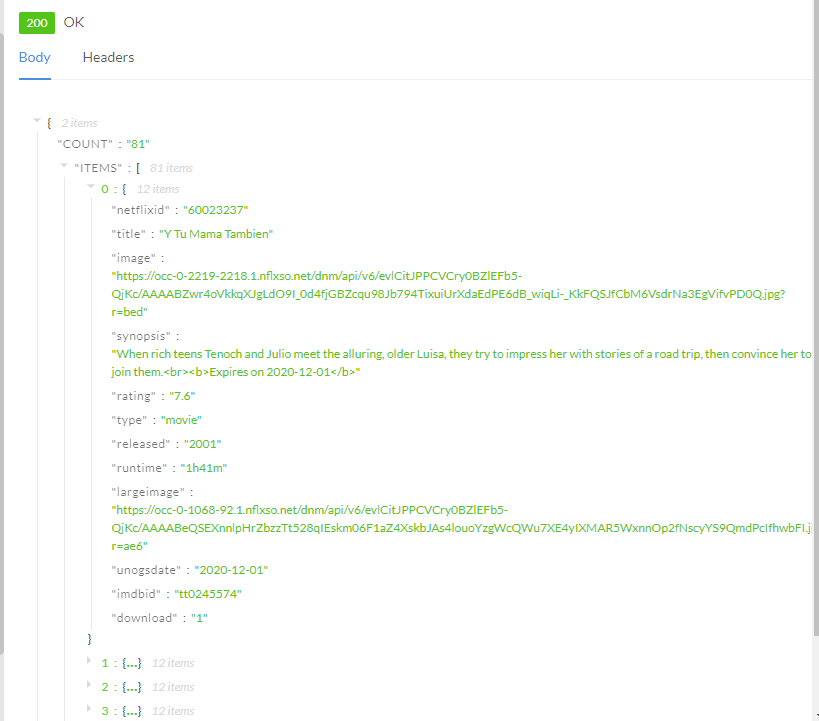 200 OK
Body Headers
{ 2 items
"COUNT" : "81"
"ITEMS" : [ 81 items
0 : { 12 items
"netflixid" : "60023237"
"title" : "Y Tu Mama Tambien"
"image" :
"https://occ-0-2219-2218.1.nflxso.net/dnm/api/v6/evlCitJPPCVCry0BZlEFb5-
QjKc/AAAABZwr4oVkkqXJgLdO9I_0d4fjGBZcqu98Jb794TixuiUrXdaEdPE6dB_wiqLi-_KkFQSJfCbM6VsdrNa3EgVifvPD0Q.jpg?
r=bed"
"synopsis" :
"When rich teens Tenoch and Julio meet the alluring, older Luisa, they try to impress her with stories of a road trip, then convince her to
join them.<br><b>Expires on 2020-12-01</b>"
"rating" : "7.6"
"type" : "movie"
"released" : "2001"
"runtime" : "1h41m"
"largeimage" :
"https://occ-0-1068-92.1.nflxso.net/dnm/api/v6/evlCitJPPCVCry0BZlEFb5-
QjKc/AAAABeQSEXnnlpHrZbzzTt528qIEskm06F1aZ4XskbJAs4louoYzgWcQWu7XE4yIXMAR5WxnnOp2fNscyYS9QmdPcIfhwbFI.j
r=ae6"
"unogsdate" : "2020-12-01"
"imdbid" : "tt0245574"
"download" : "1"
}
1 : {...} 12 items
2 : {...} 12 items
3 : {...} 12 items